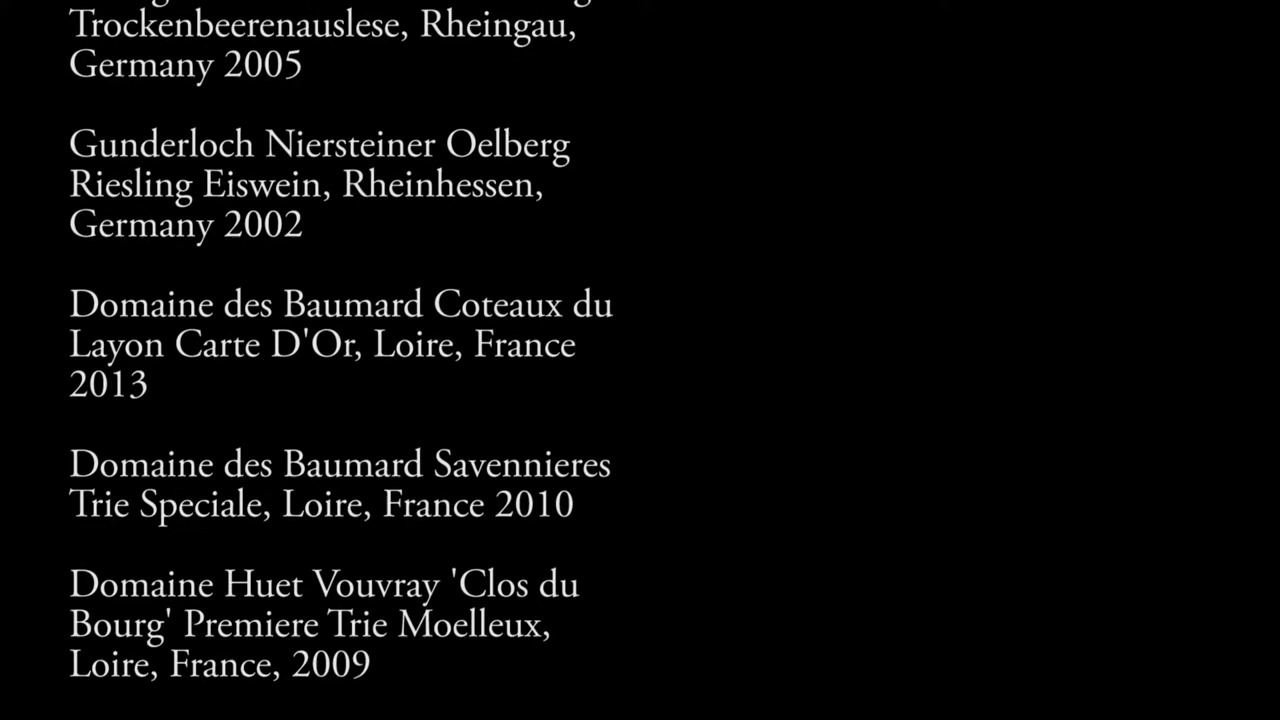 Trockenbeerenauslese, Rheingau,
Germany 2005
Gunderloch Niersteiner Oelberg
Riesling Eiswein, Rheinhessen,
Germany 2002
Domaine des Baumard Coteaux du
Layon Carte D'Or, Loire, France
2013
Domaine des Baumard Savennieres
Trie Speciale, Loire, France 2010
Domaine Huet Vouvray 'Clos du
Bourg' Premiere Trie Moelleux,
Loire, France, 2009